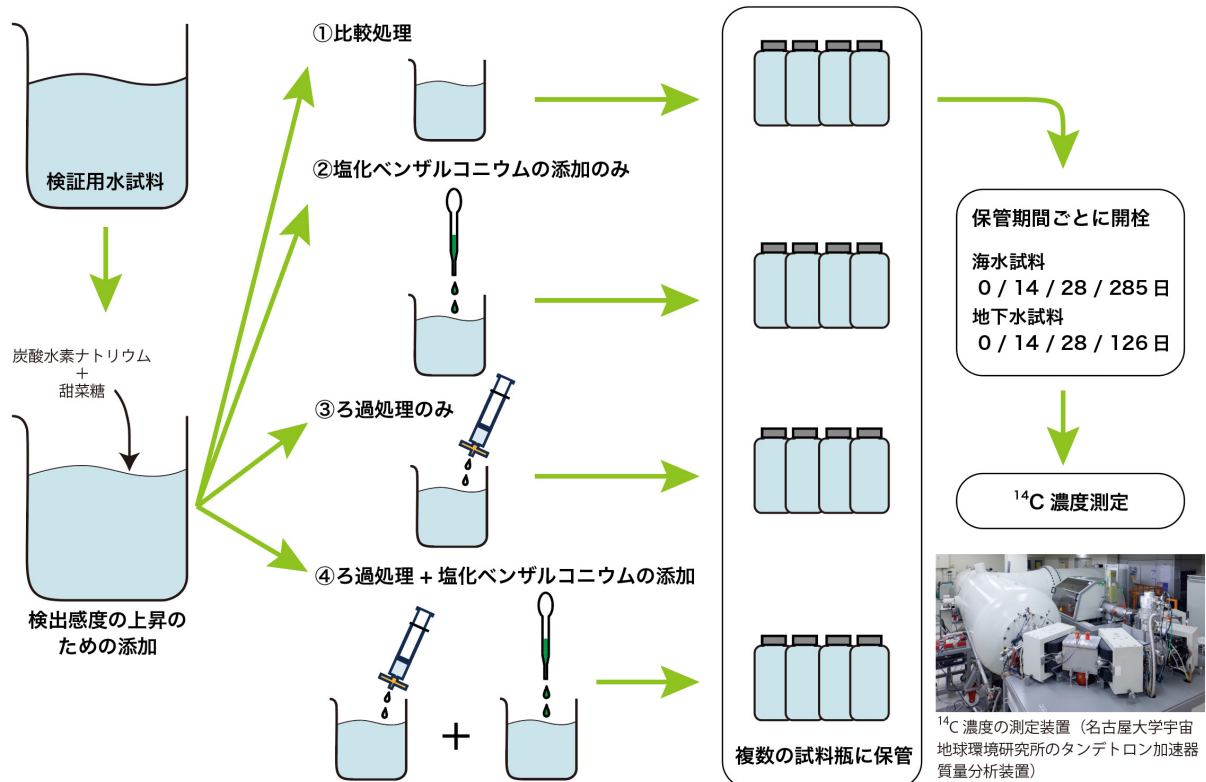 検証用水試料
炭酸水素ナトリウム
+
甜菜糖
検出感度の上昇の
ための添加
①比較処理
②塩化ベンザルコニウムの添加のみ
③ろ過処理のみ
④ろ過処理 + 塩化ベンザルコニウムの添加
+
複数の試料瓶に保管
保管期間ごとに開栓
海水試料
0 / 14 / 28 / 285 日
地下水試料
0 / 14 / 28 / 126 日
¹⁴C 濃度測定
¹⁴C 濃度の測定装置（名古屋大学宇宙
地球環境研究所のタンデトロン加速器
質量分析装置）